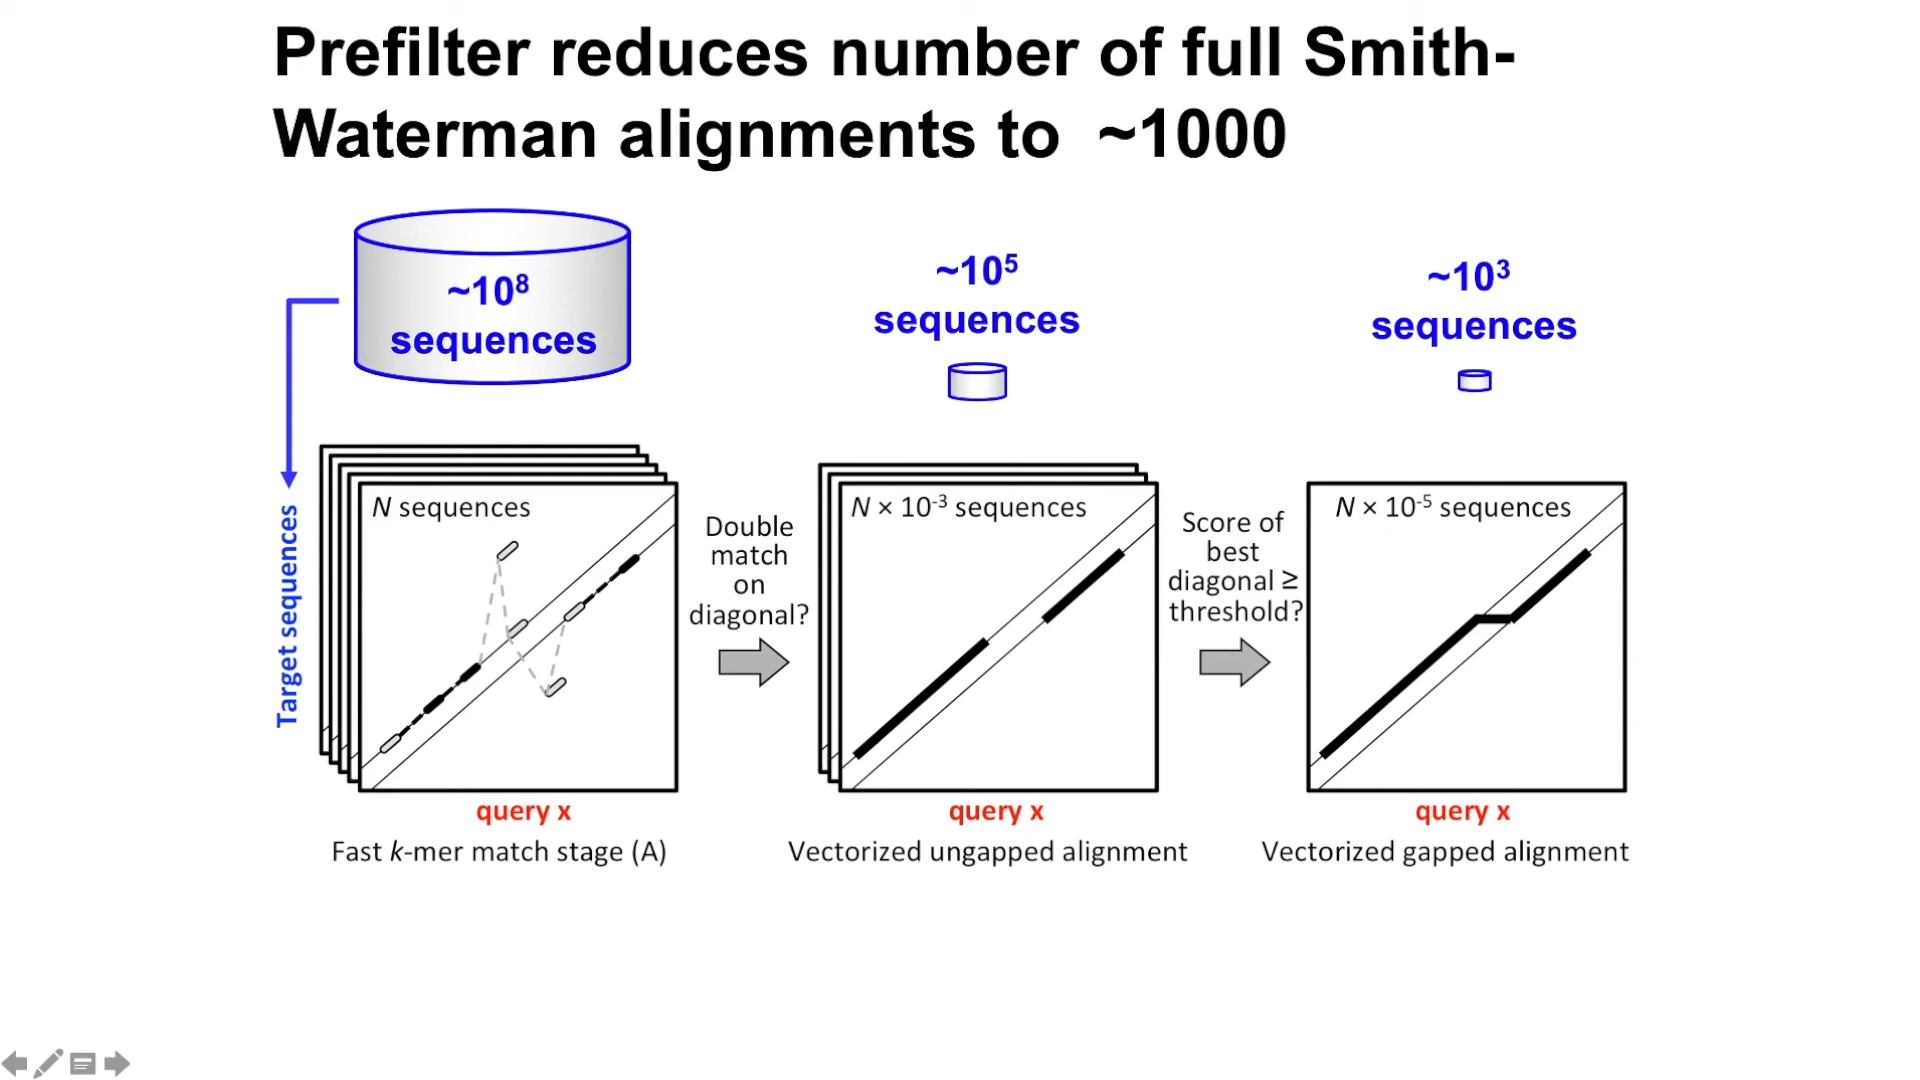 Prefilter reduces number of full Smith-
Waterman alignments to ~1000
~10⁸
sequences
~10⁵
sequences
~10³
sequences
Target sequences
N sequences
Double
match
on
diagonal?
N × 10⁻³ sequences
Score of
best
diagonal ≥
threshold?
N × 10⁻⁵ sequences
query x
query x
query x
Fast k-mer match stage (A)
Vectorized ungapped alignment
Vectorized gapped alignment